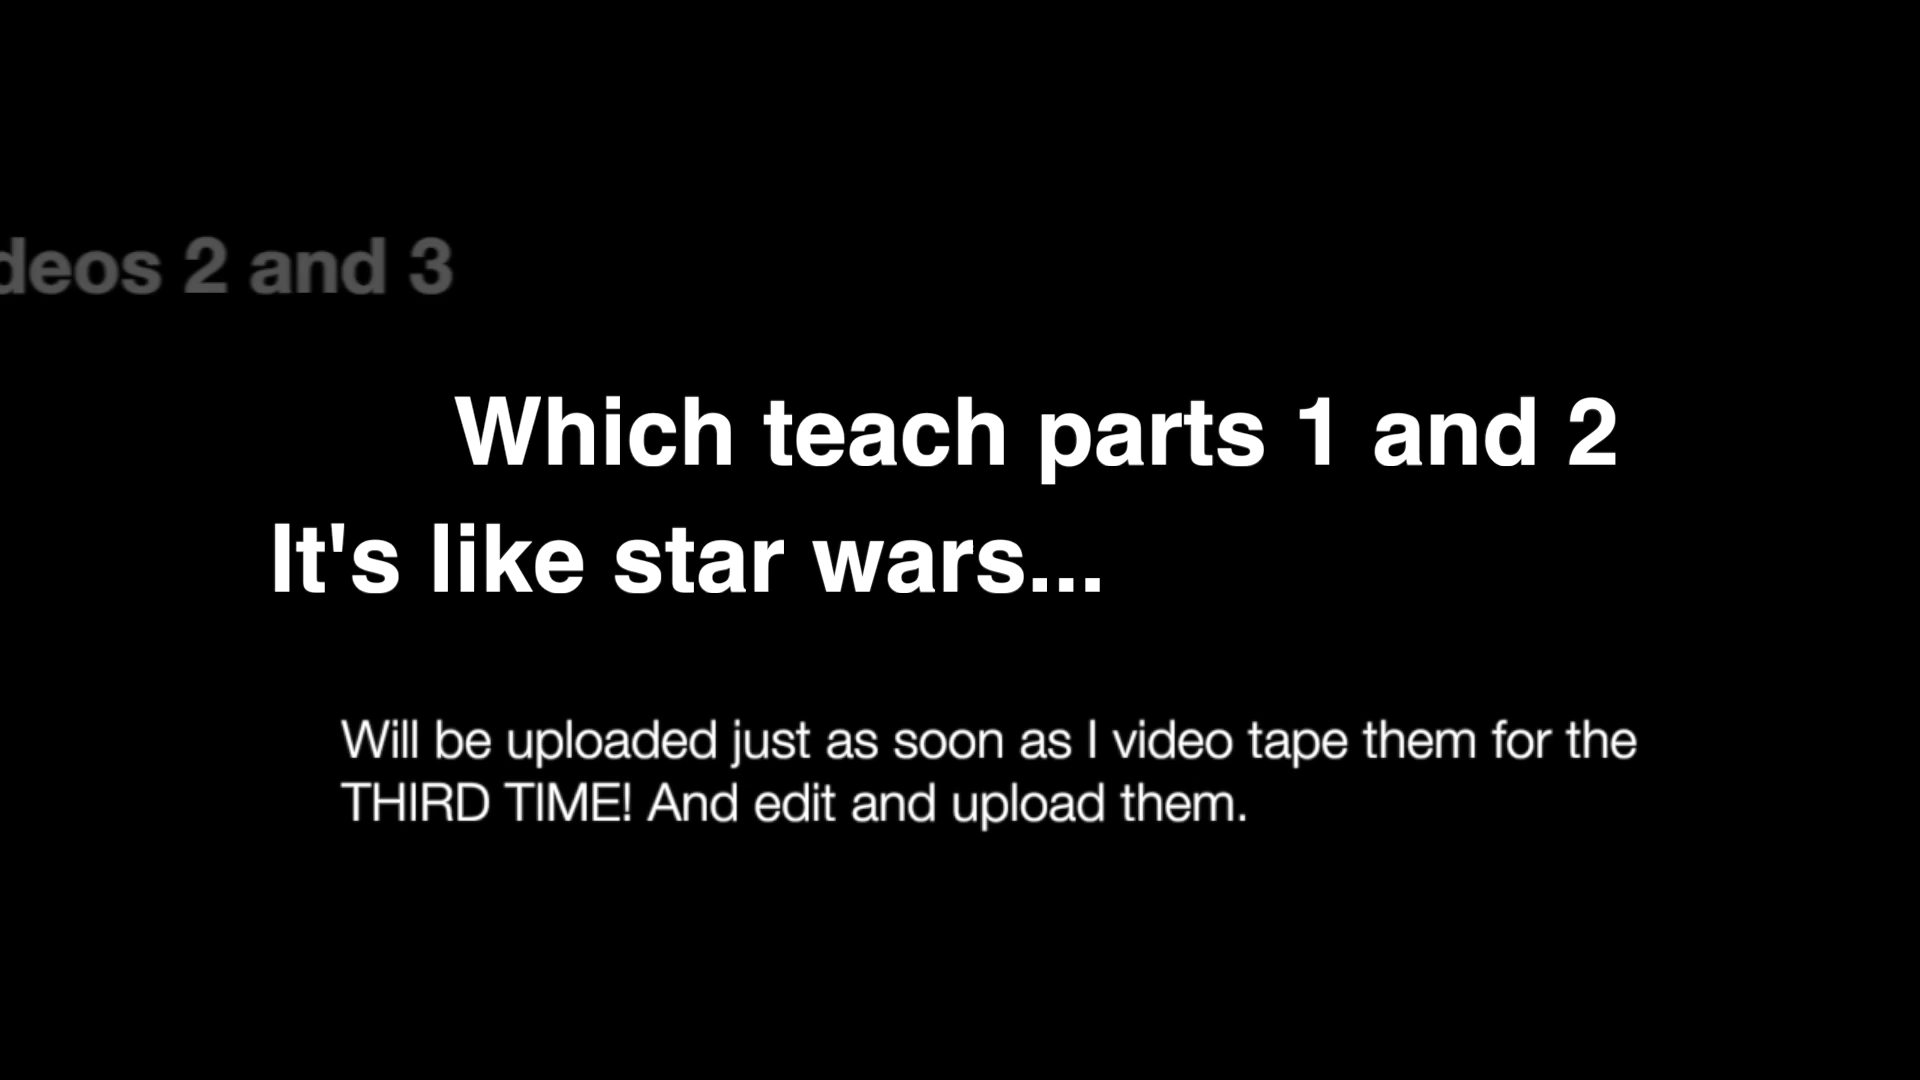 deos 2 and 3
Which teach parts 1 and 2
It's like star wars...
Will be uploaded just as soon as I video tape them for the
THIRD TIME! And edit and upload them.